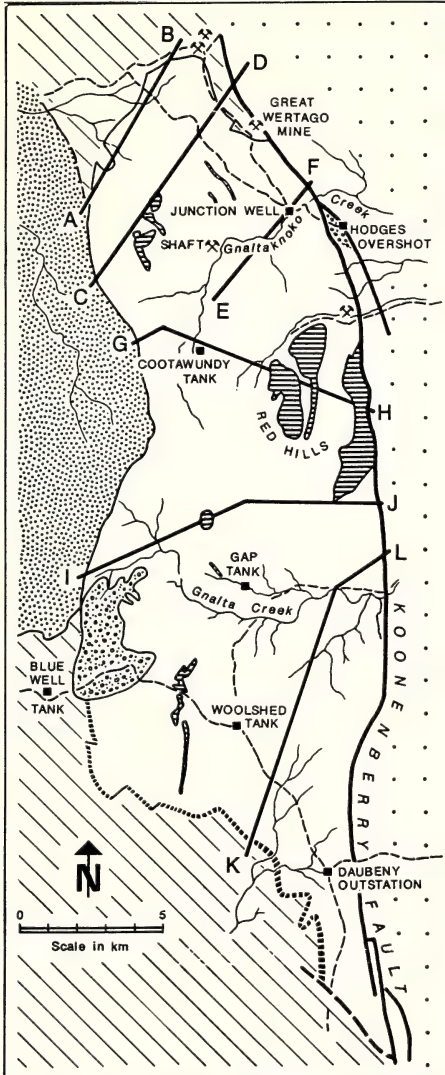 B
D
GREAT
WERTAGO
MINE
F
A
JUNCTION WELL
Creek
HODGES
OVERSHOT
SHAFT
Gnaltaknoko
C
E
G
COOTAWUNDY
TANK
H
RED HILLS
J
GAP
TANK
L
I
Gnalta Creek
BLUE
WELL
TANK
WOOLSHED
TANK
KOONENBERRY FAULT
N
K
DAUBENY
OUTSTATION
0 5
Scale in km